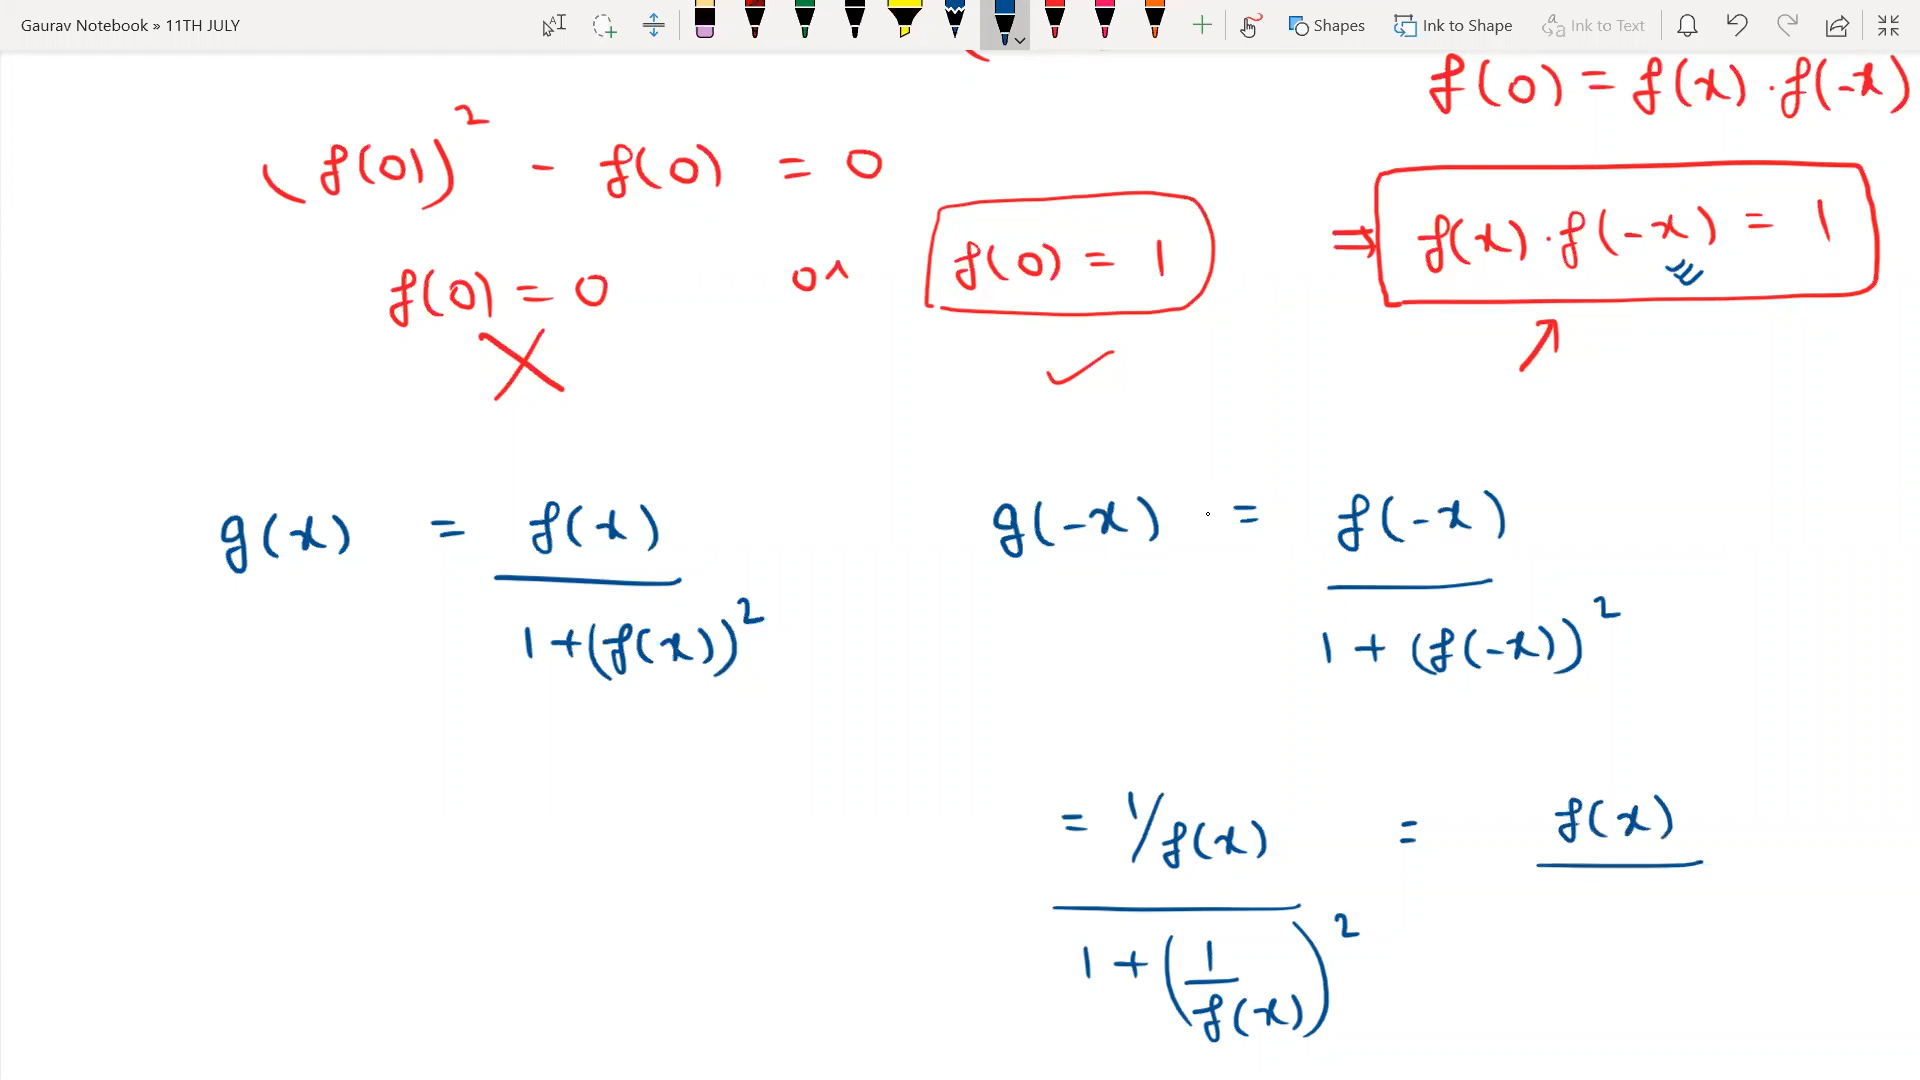 Gaurav Notebook » 11TH JULY
Shapes
Ink to Shape
Ink to Text
f(0) = f(x) · f(-x)
(f(0))² - f(0) = 0
f(0) = 0 or f(0) = 1
⇒ f(x) · f(-x) = 1
g(x) = f(x) / (1 + (f(x))²)
g(-x) = f(-x) / (1 + (f(-x))²)
= (1/f(x)) / (1 + (1/f(x))²) = f(x)